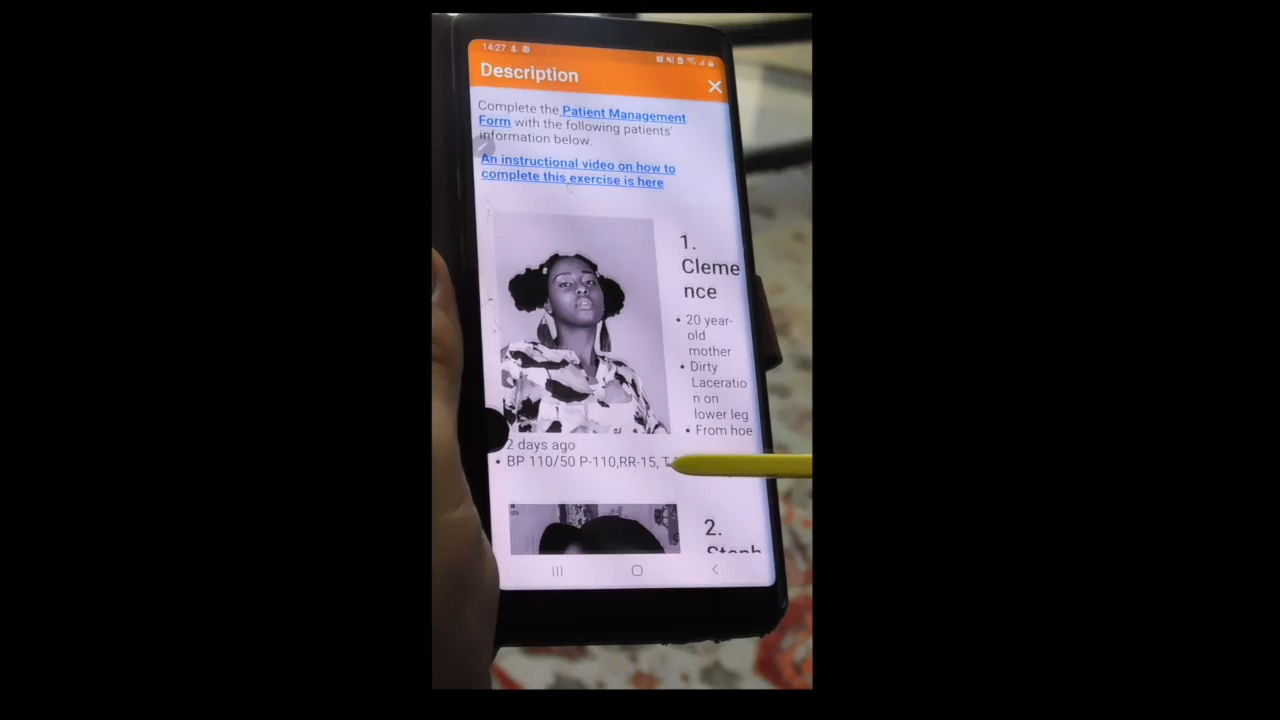 14:27
Description
Complete the Patient Management
Form with the following patients'
information below.
An instructional video on how to
complete this exercise is here
1.
Cleme
nce
• 20 year-
old
mother
• Dirty
Laceratio
n on
lower leg
• From hoe
2 days ago
• BP 110/50 P-110,RR-15, T
2.